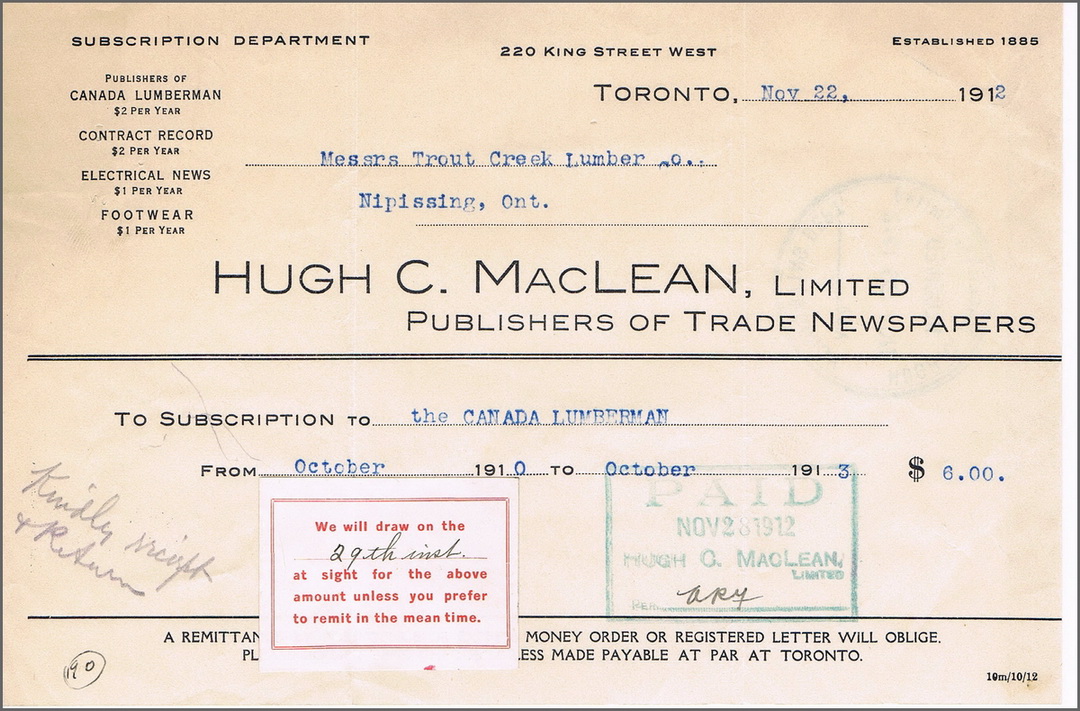 SUBSCRIPTION DEPARTMENT
220 KING STREET WEST
ESTABLISHED 1885
PUBLISHERS OF
CANADA LUMBERMAN
$2 PER YEAR
CONTRACT RECORD
$2 PER YEAR
ELECTRICAL NEWS
$1 PER YEAR
FOOTWEAR
$1 PER YEAR
TORONTO, Nov 22, 1912
Messrs Trout Creek Lumber o..
Nipissing, Ont.
HUGH C. MACLEAN, LIMITED
PUBLISHERS OF TRADE NEWSPAPERS
TO SUBSCRIPTION TO the CANADA LUMBERMAN
FROM October 1910 TO October 1913 $ 6.00.
Kindly receipt
& Return
We will draw on the
29th inst.
at sight for the above
amount unless you prefer
to remit in the mean time.
PAID
NOV 28 1912
HUGH C. MACLEAN,
LIMITED
PER
A REMITTAN MONEY ORDER OR REGISTERED LETTER WILL OBLIGE.
PL ESS MADE PAYABLE AT PAR AT TORONTO.
190
10m/10/12